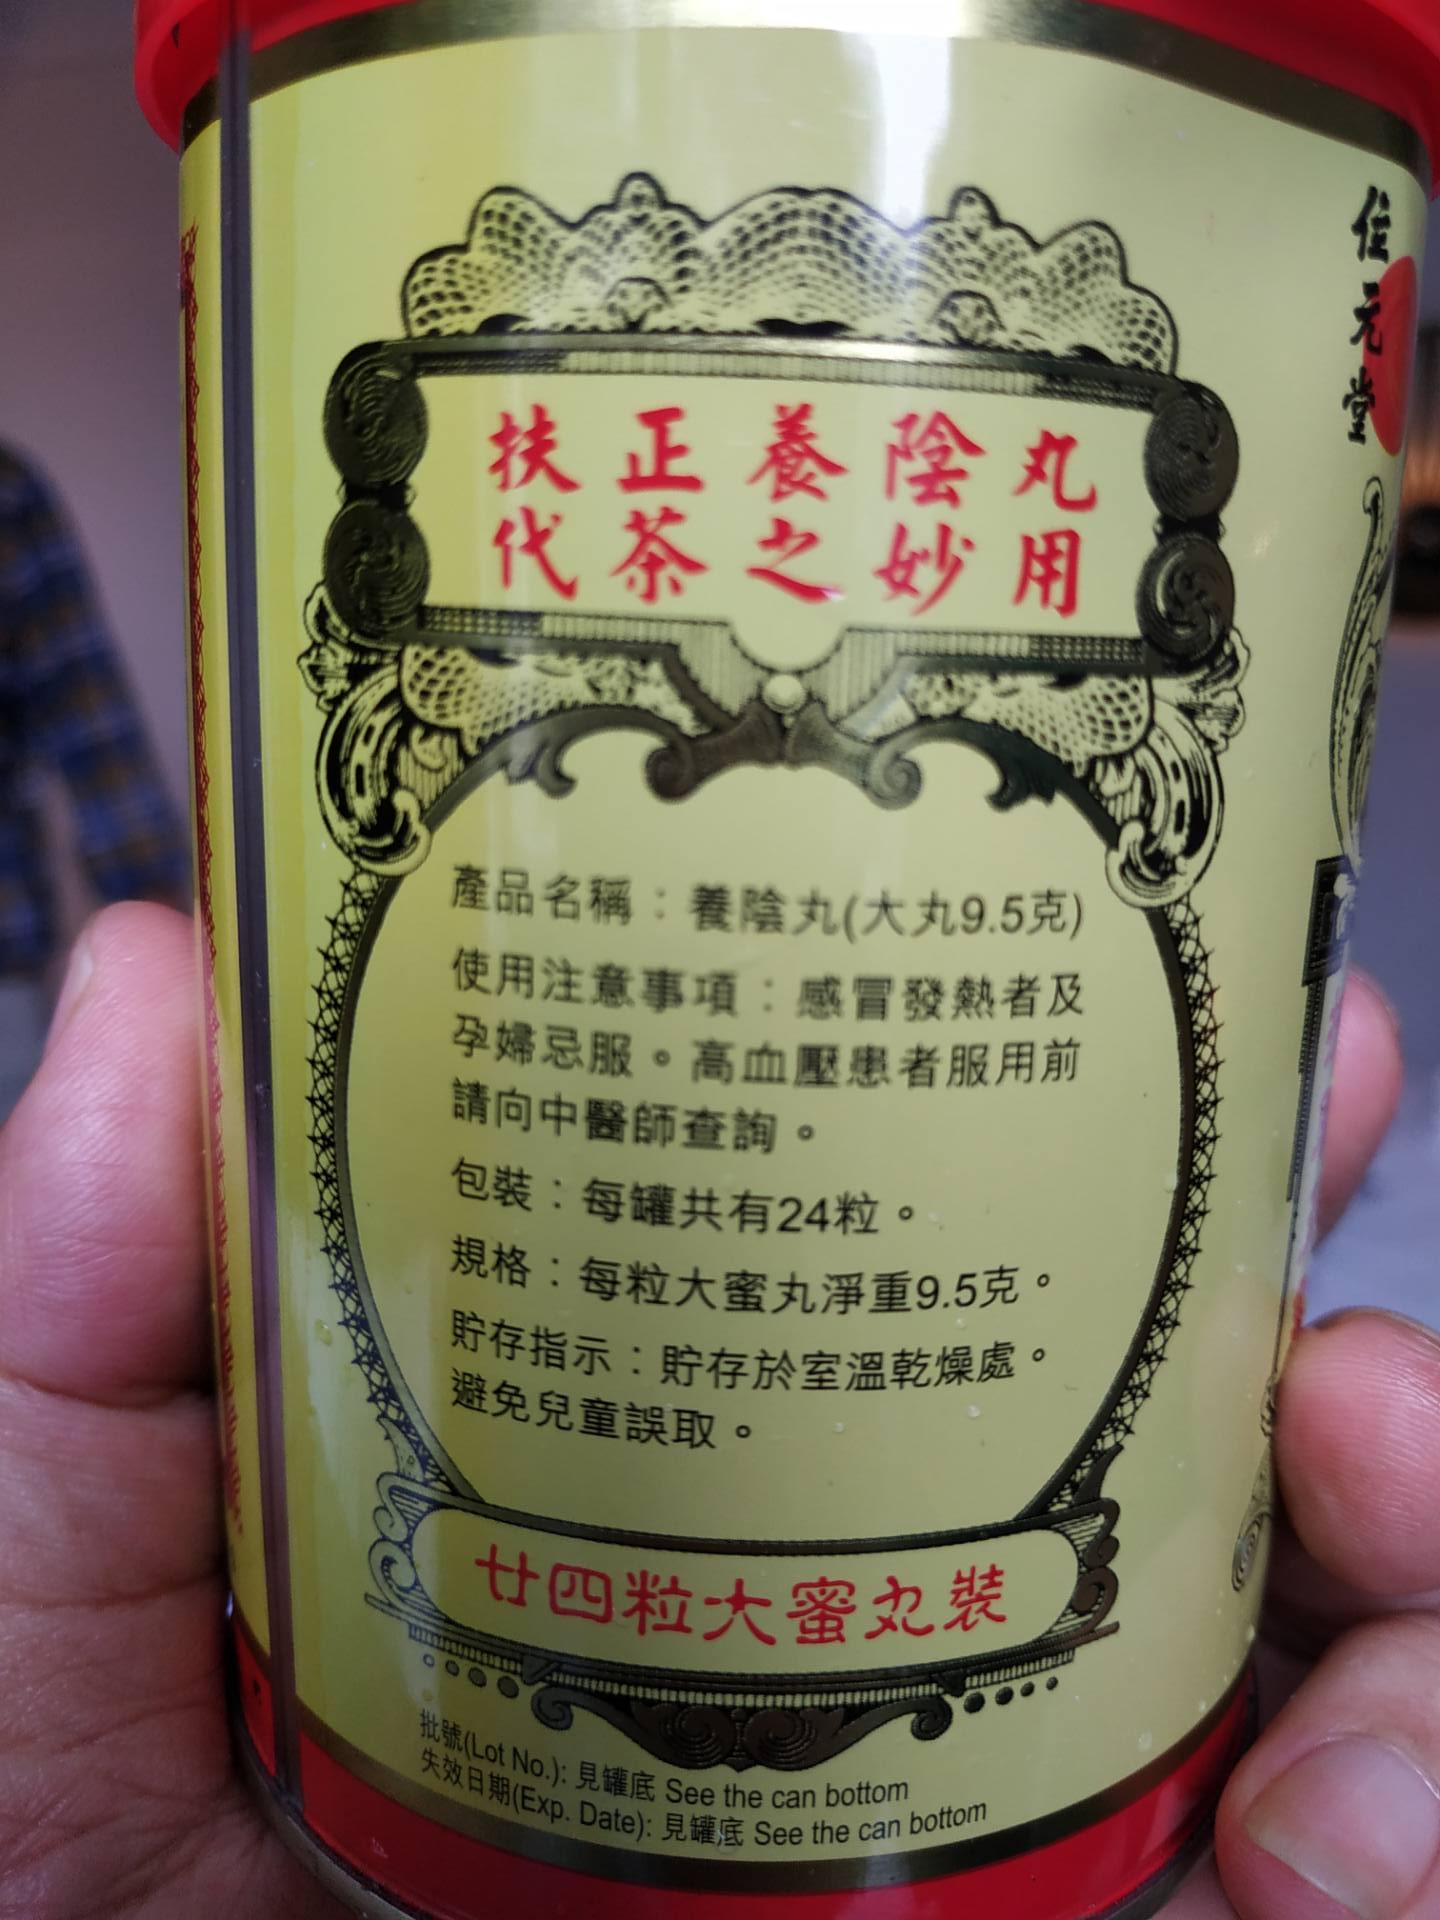 位元堂
扶正養陰丸
代茶之妙用
產品名稱：養陰丸(大丸9.5克)
使用注意事項：感冒發熱者及
孕婦忌服。高血壓患者服用前
請向中醫師查詢。
包裝：每罐共有24粒。
規格：每粒大蜜丸淨重9.5克。
貯存指示：貯存於室溫乾燥處。
避免兒童誤取。
廿四粒大蜜丸裝
批號(Lot No.): 見罐底 See the can bottom
失效日期(Exp. Date): 見罐底 See the can bottom